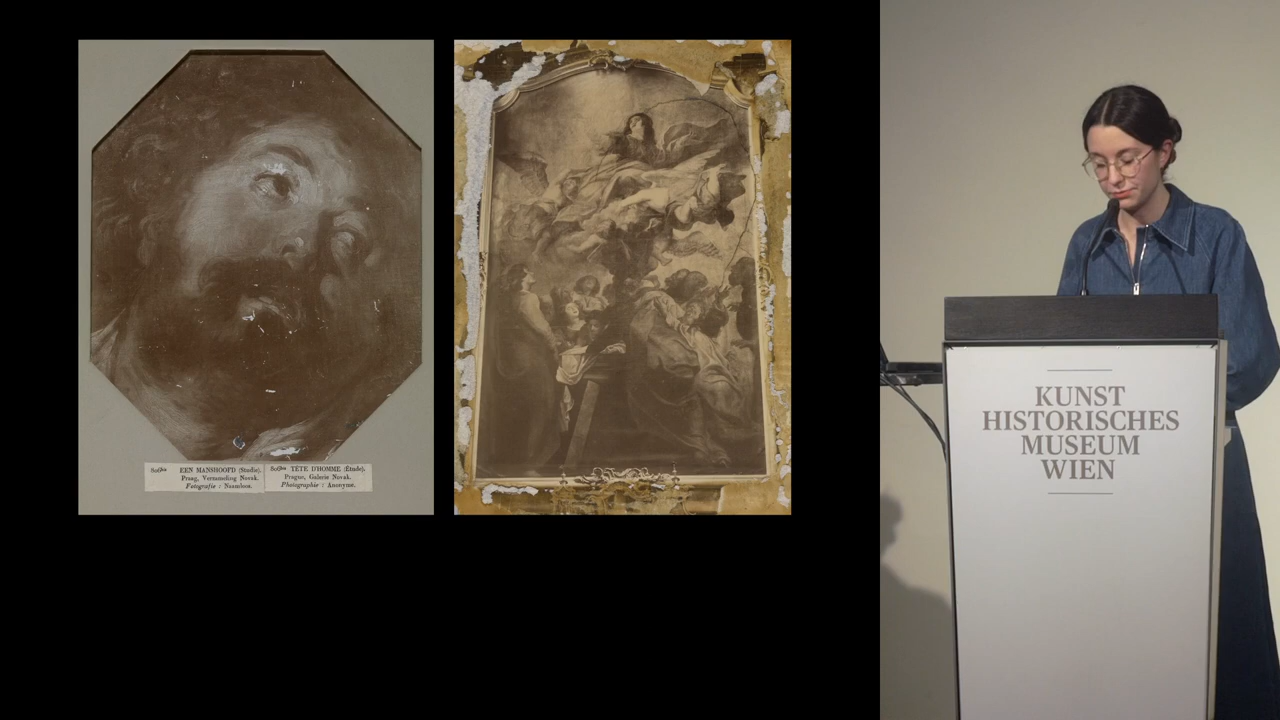 EEN MANSHOOFD (Studie).
Praag, Verzameling Novak.
Fotografie : Naamloos.
TÊTE D'HOMME (Étude).
Prague, Galerie Novak.
Photographie : Anonyme.
KUNST
HISTORISCHES
MUSEUM
WIEN